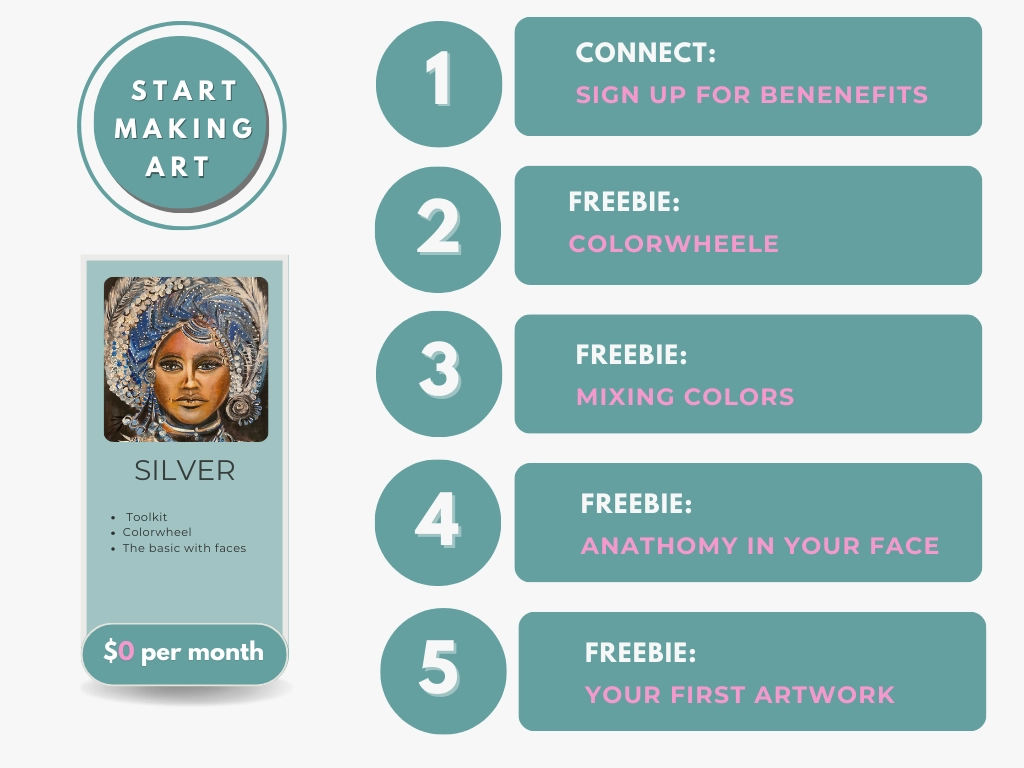 START
MAKING
ART
SILVER
• Toolkit
• Colorwheel
• The basic with faces
$0 per month
1
CONNECT:
SIGN UP FOR BENENEFITS
2
FREEBIE:
COLORWHEELE
3
FREEBIE:
MIXING COLORS
4
FREEBIE:
ANATHOMY IN YOUR FACE
5
FREEBIE:
YOUR FIRST ARTWORK